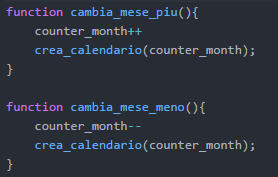 function cambia_mese_piu(){
    counter_month++
    crea_calendario(counter_month);
}

function cambia_mese_meno(){
    counter_month--
    crea_calendario(counter_month);
}